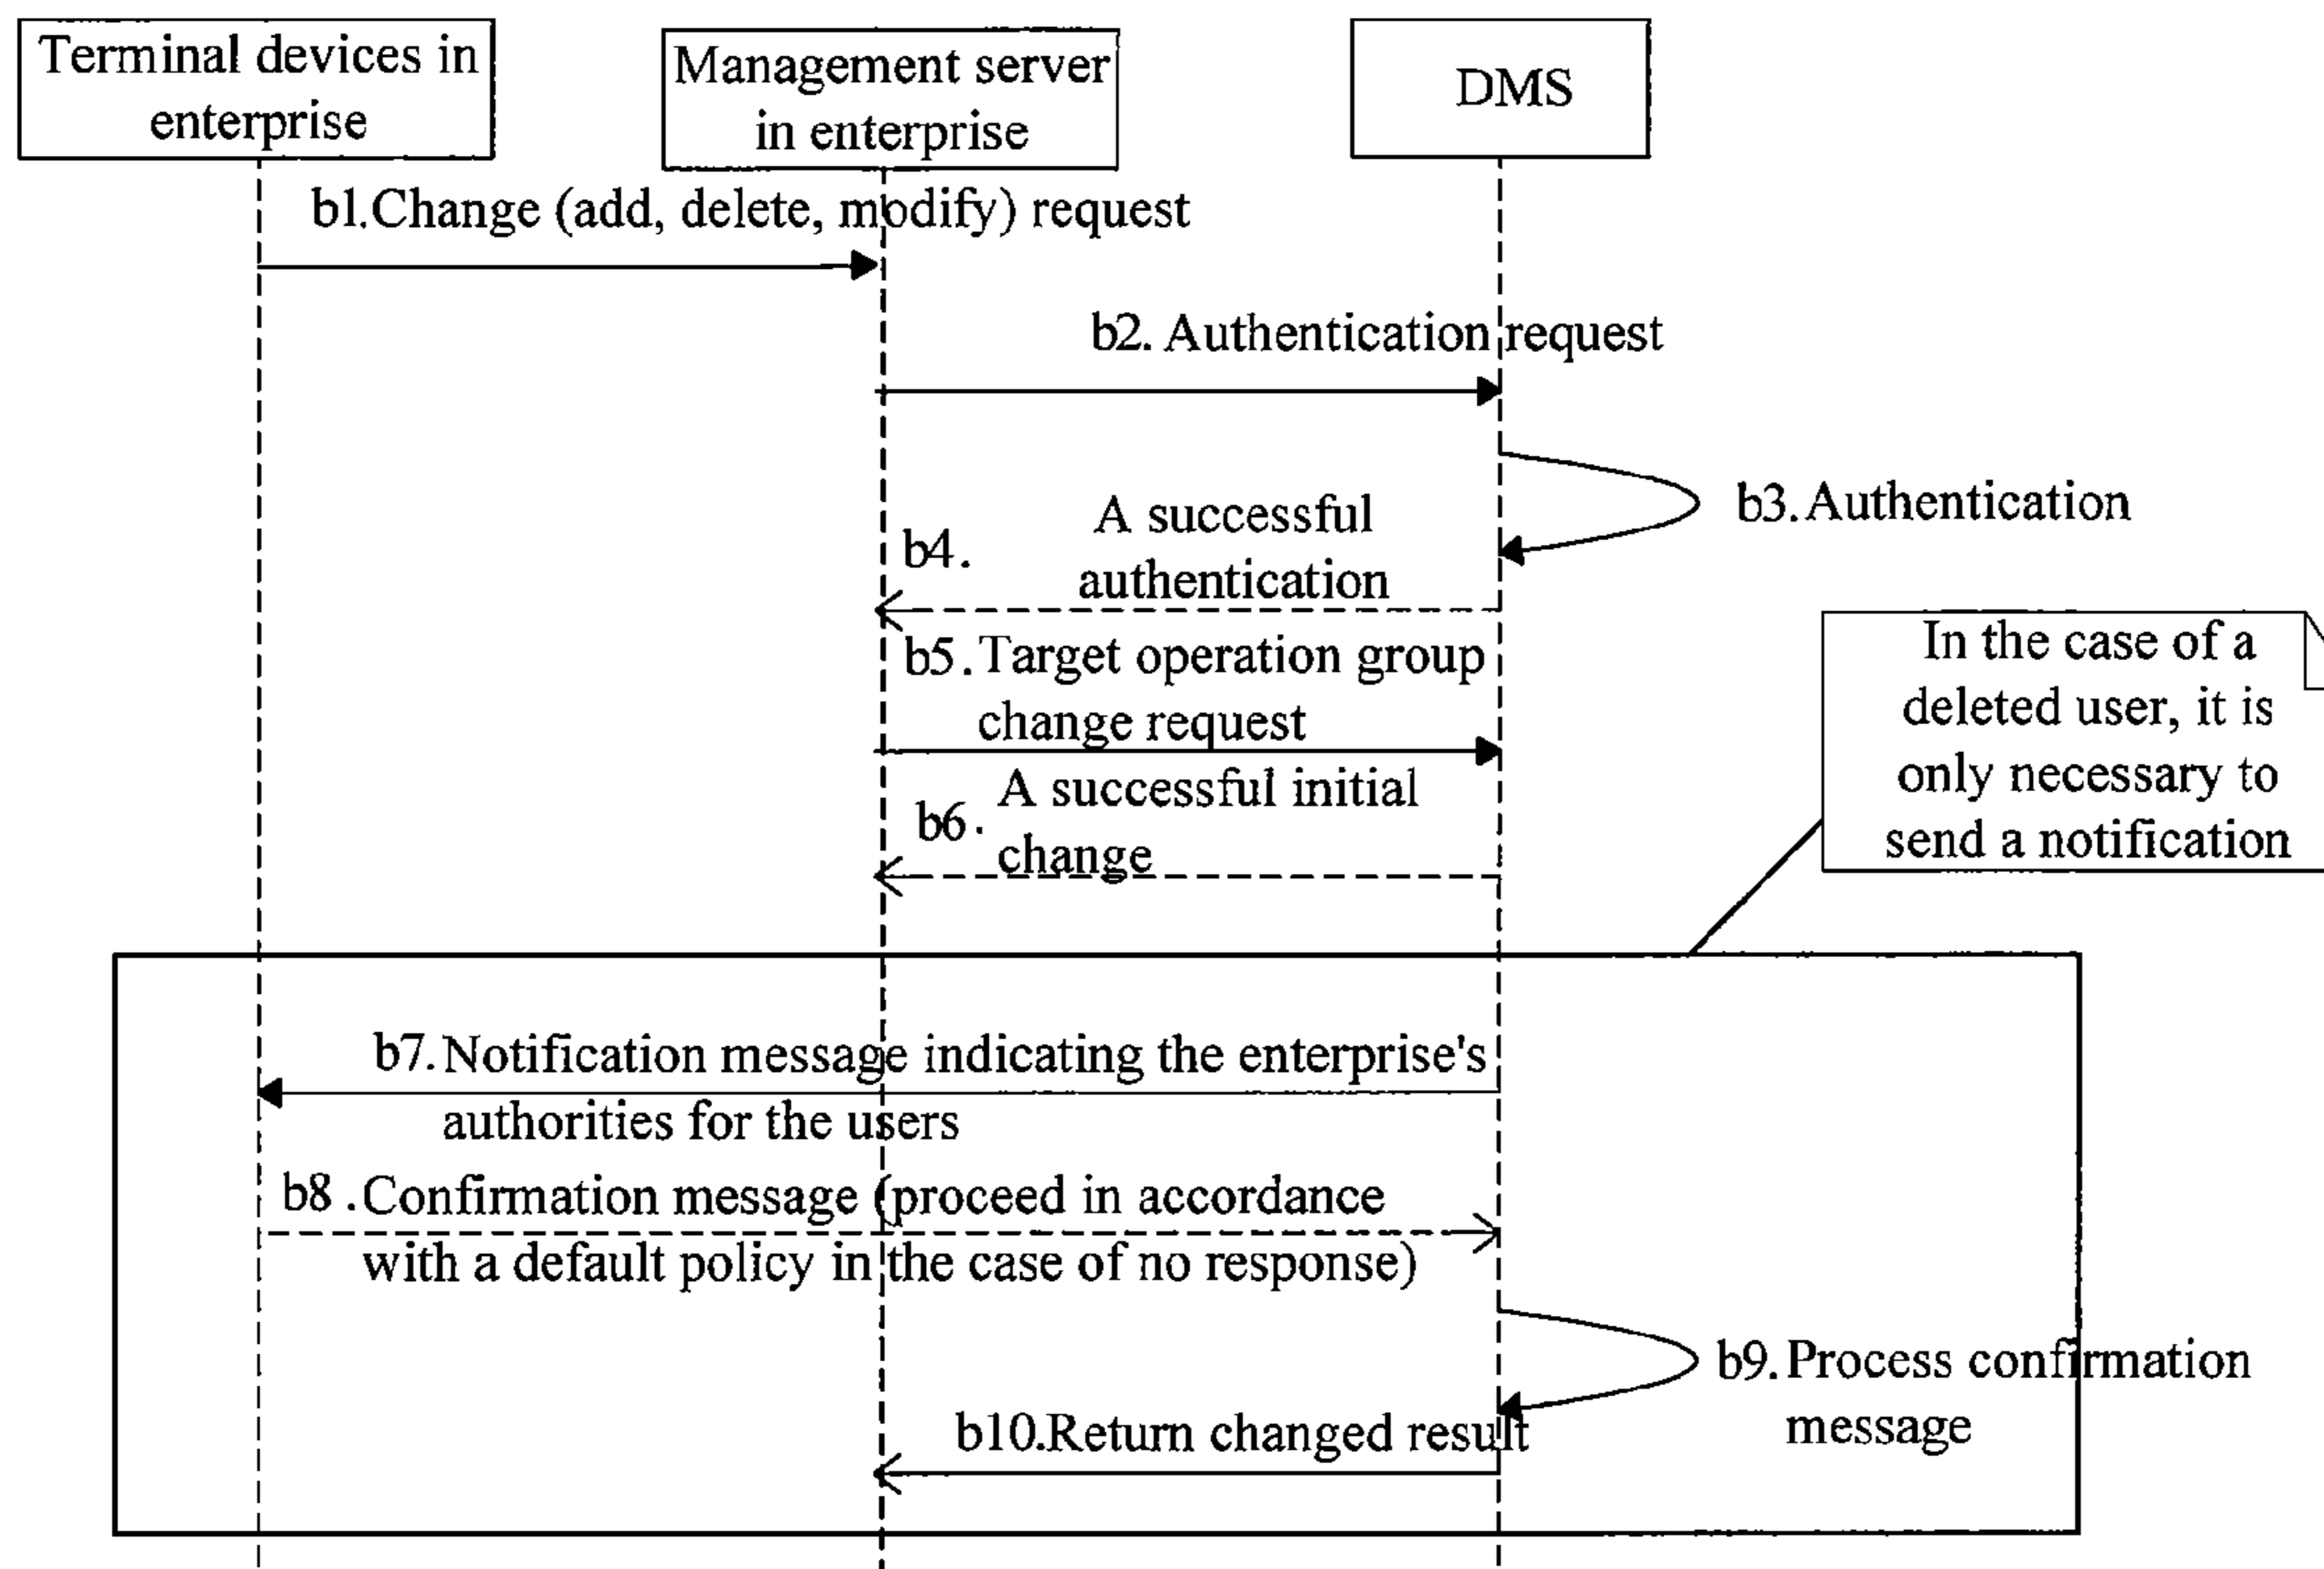 Terminal devices in
enterprise
Management server
in enterprise
DMS
b1.Change (add, delete, modify) request
b2. Authentication request
b3. Authentication
b4. A successful
authentication
b5. Target operation group
change request
In the case of a
deleted user, it is
only necessary to
send a notification
b6. A successful initial
change
b7. Notification message indicating the enterprise's
authorities for the users
b8. Confirmation message (proceed in accordance
with a default policy in the case of no response)
b9. Process confirmation
message
b10.Return changed result